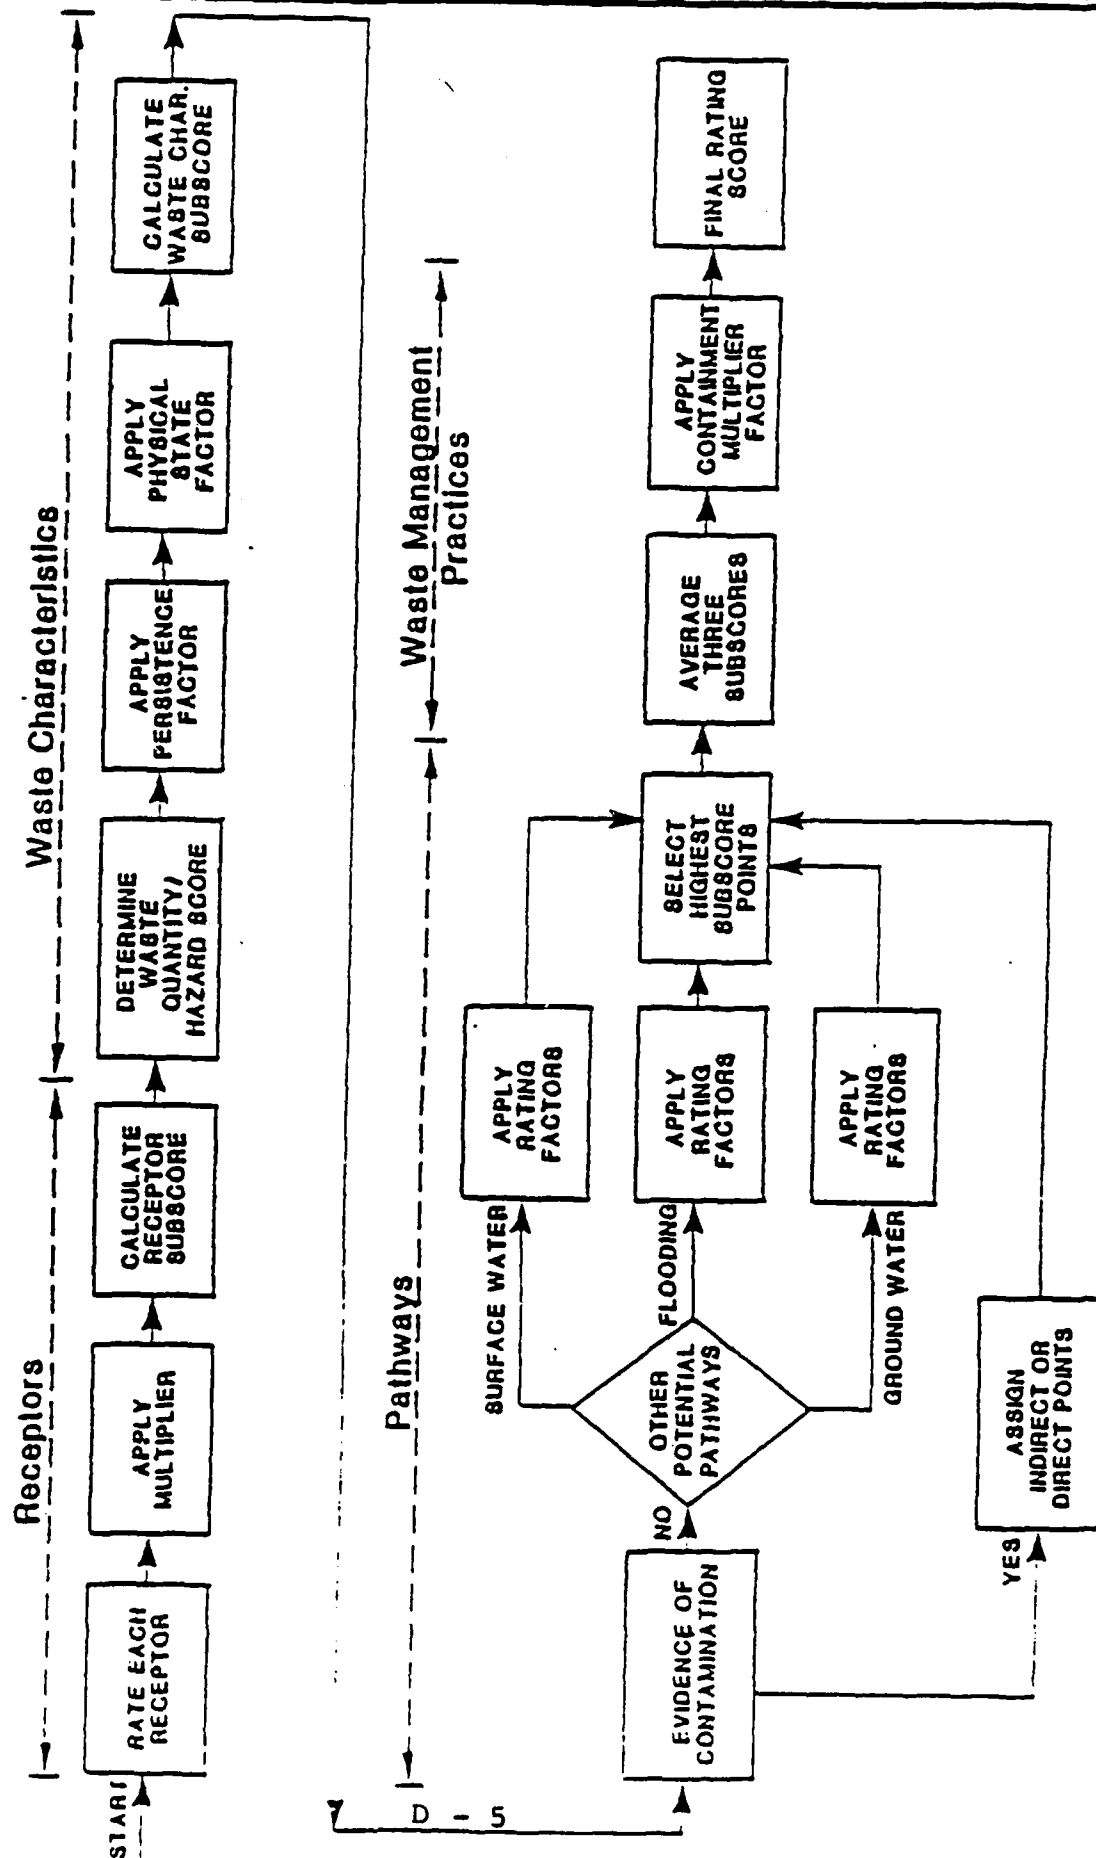 Receptors
Waste Characteristics
START
RATE EACH
RECEPTOR
APPLY
MULTIPLIER
CALCULATE
RECEPTOR
SUBSCORE
DETERMINE
WASTE
QUANTITY/
HAZARD SCORE
APPLY
PERSISTENCE
FACTOR
APPLY
PHYSICAL
STATE
FACTOR
CALCULATE
WASTE CHAR.
SUBSCORE
Pathways
Waste Management
Practices
EVIDENCE OF
CONTAMINATION
NO
YES
OTHER
POTENTIAL
PATHWAYS
SURFACE WATER
FLOODING
GROUND WATER
APPLY
RATING
FACTORS
APPLY
RATING
FACTORS
APPLY
RATING
FACTORS
ASSIGN
INDIRECT OR
DIRECT POINTS
SELECT
HIGHEST
SUBSCORE
POINTS
AVERAGE
THREE
SUBSCORES
APPLY
CONTAINMENT
MULTIPLIER
FACTOR
FINAL RATING
SCORE
D - 5